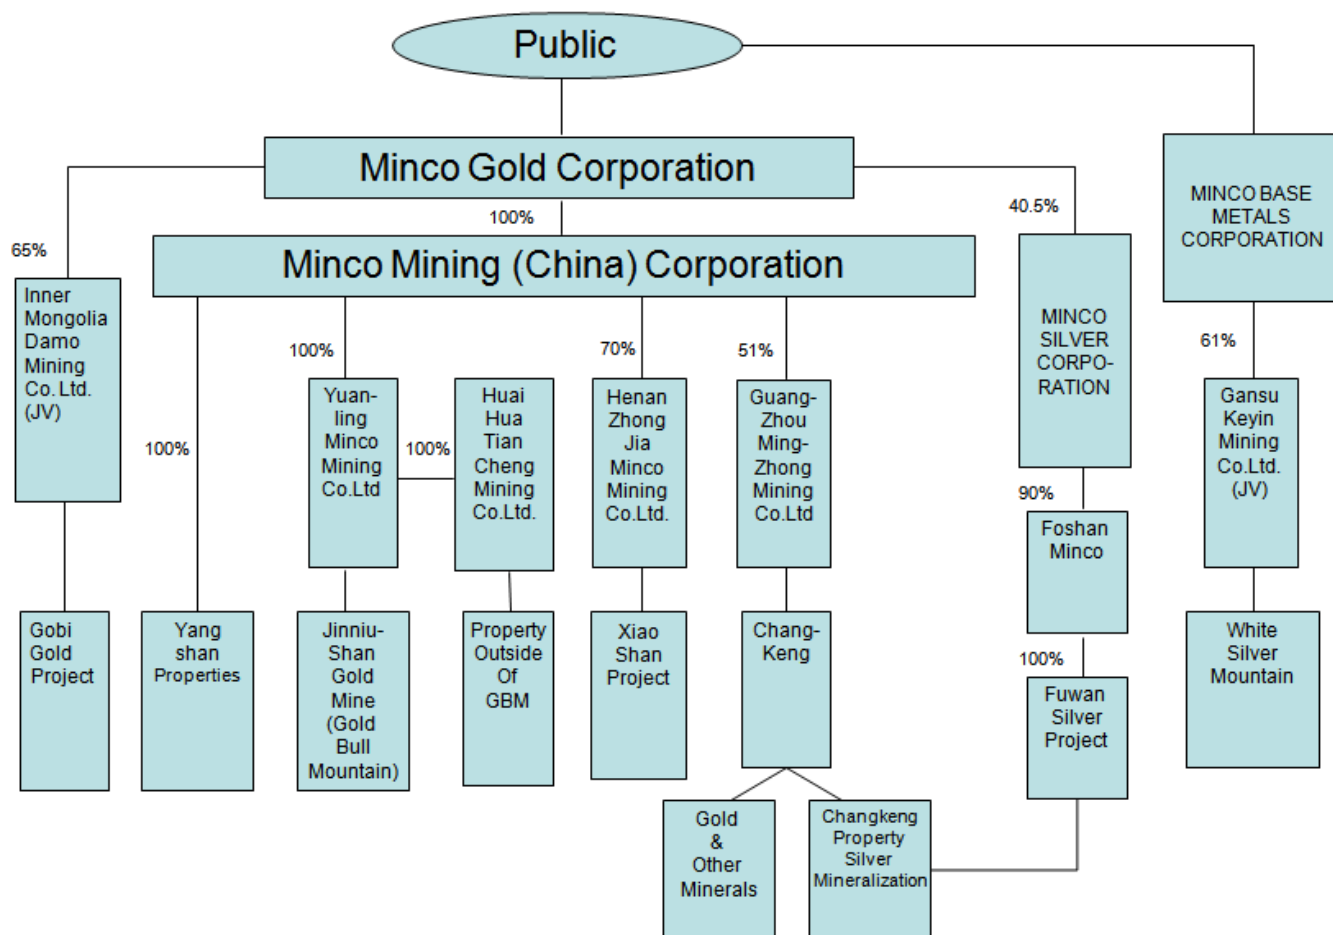 Public
Minco Gold Corporation
65%
100%
40.5%
MINCO BASE
METALS
CORPORATION
Minco Mining (China) Corporation
Inner
Mongolia
Damo
Mining
Co. Ltd.
(JV)
100%
100%
70%
51%
MINCO
SILVER
CORPO-
RATION
61%
Yuan-
ling
Minco
Mining
Co.Ltd
100%
Huai
Hua
Tian
Cheng
Mining
Co.Ltd.
Henan
Zhong
Jia
Minco
Mining
Co.Ltd.
Guang-
Zhou
Ming-
Zhong
Mining
Co.Ltd
90%
Foshan
Minco
Gansu
Keyin
Mining
Co.Ltd.
(JV)
Gobi
Gold
Project
Yang
shan
Properties
Jinniu-
Shan
Gold
Mine
(Gold
Bull
Mountain)
Property
Outside
Of
GBM
Xiao
Shan
Project
Chang-
Keng
100%
Fuwan
Silver
Project
White
Silver
Mountain
Gold
&
Other
Minerals
Changkeng
Property
Silver
Mineralization